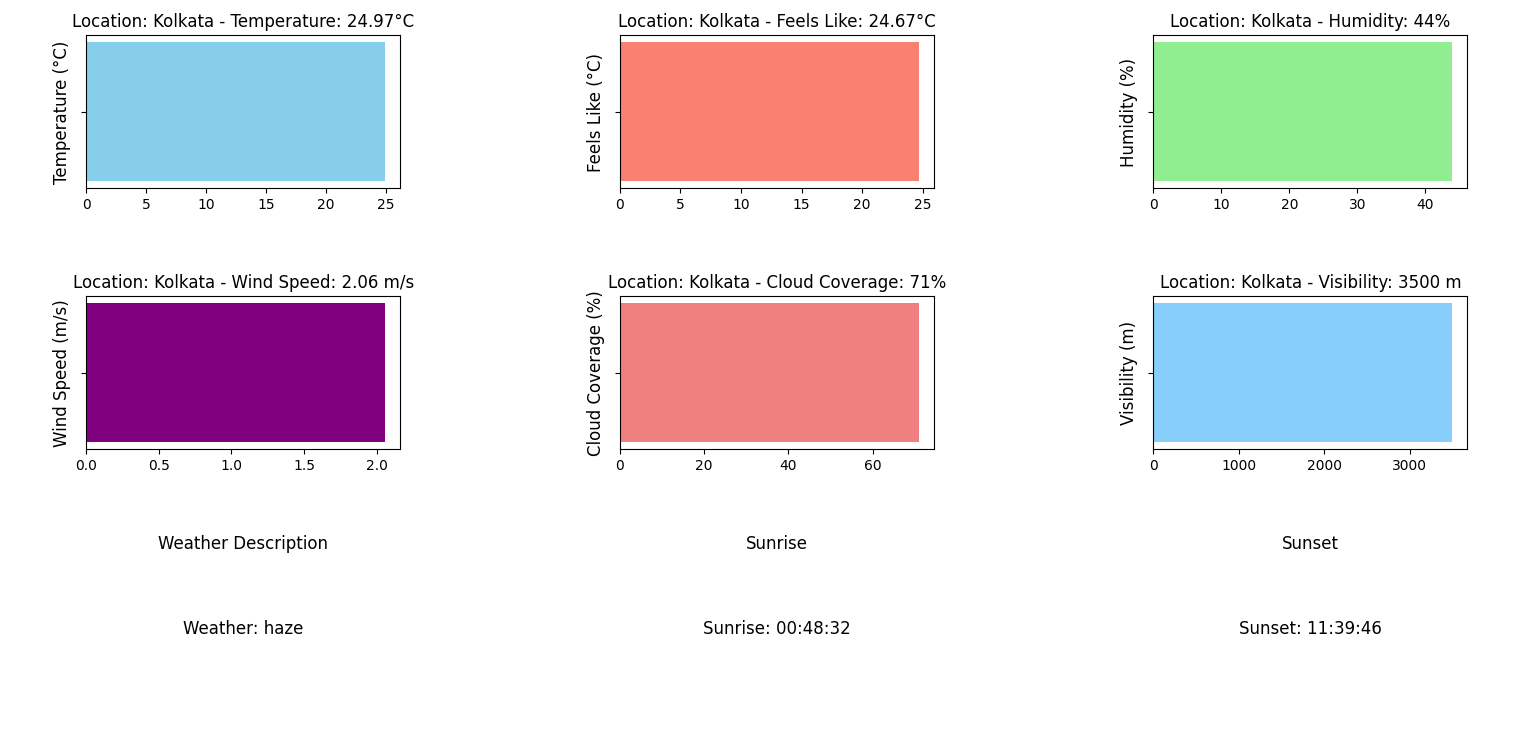 Location: Kolkata - Temperature: 24.97°C
Temperature (°C)
0 5 10 15 20 25
Location: Kolkata - Feels Like: 24.67°C
Feels Like (°C)
0 5 10 15 20 25
Location: Kolkata - Humidity: 44%
Humidity (%)
0 10 20 30 40
Location: Kolkata - Wind Speed: 2.06 m/s
Wind Speed (m/s)
0.0 0.5 1.0 1.5 2.0
Location: Kolkata - Cloud Coverage: 71%
Cloud Coverage (%)
0 20 40 60
Location: Kolkata - Visibility: 3500 m
Visibility (m)
0 1000 2000 3000
Weather Description
Weather: haze
Sunrise
Sunrise: 00:48:32
Sunset
Sunset: 11:39:46